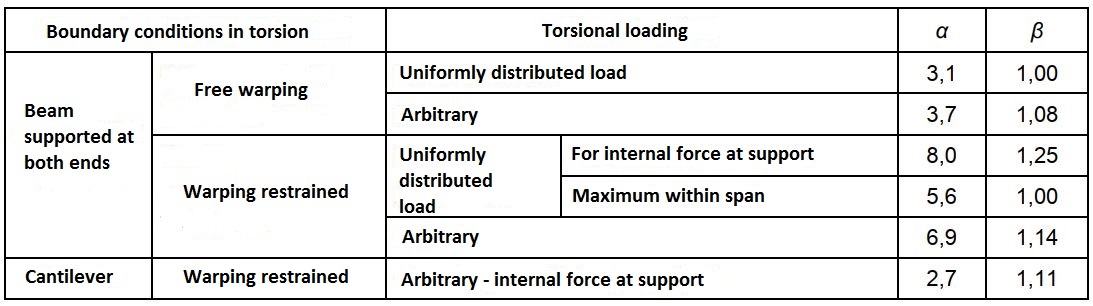 Boundary conditions in torsion Torsional loading α β
Beam
supported at
both ends
Free warping
Uniformly distributed load 3,1 1,00
Arbitrary 3,7 1,08
Warping restrained
Uniformly
distributed
load
For internal force at support 8,0 1,25
Maximum within span 5,6 1,00
Arbitrary 6,9 1,14
Cantilever Warping restrained Arbitrary - internal force at support 2,7 1,11